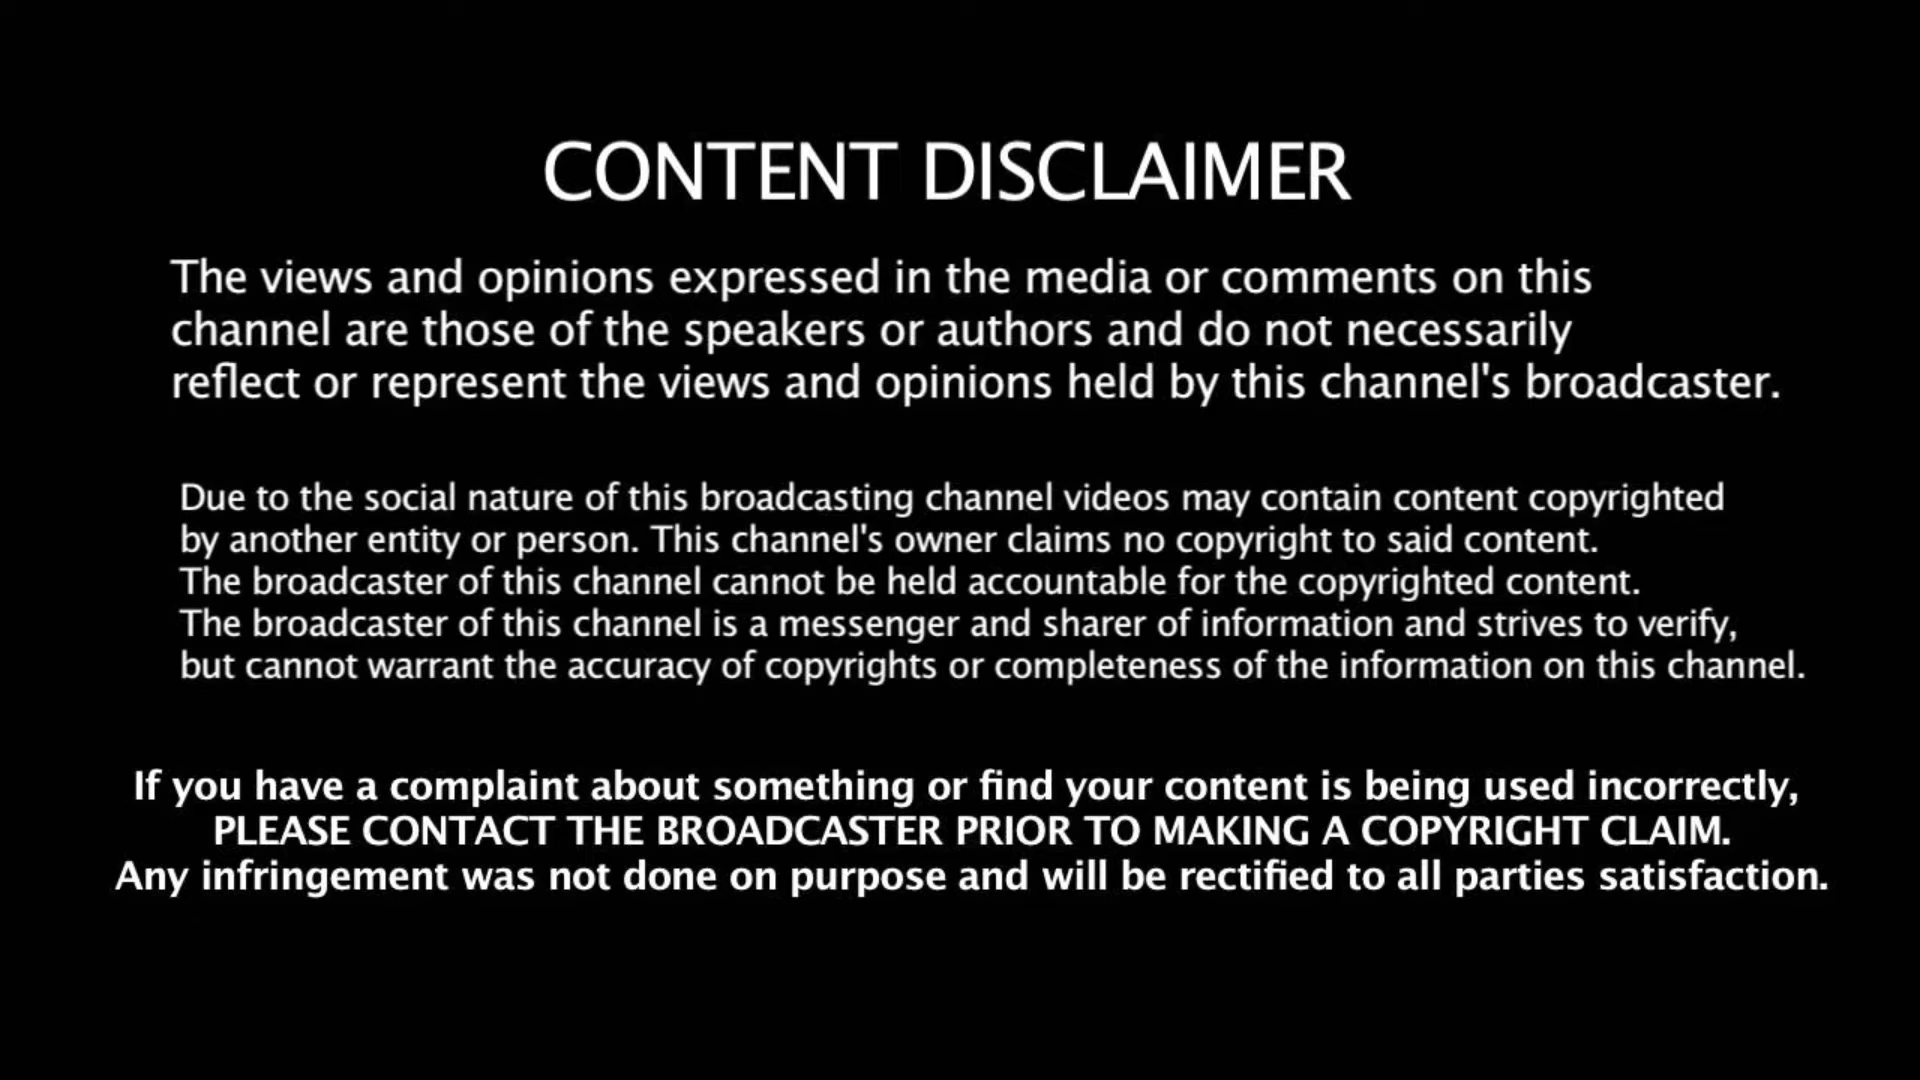 CONTENT DISCLAIMER
The views and opinions expressed in the media or comments on this
channel are those of the speakers or authors and do not necessarily
reflect or represent the views and opinions held by this channel's broadcaster.
Due to the social nature of this broadcasting channel videos may contain content copyrighted
by another entity or person. This channel's owner claims no copyright to said content.
The broadcaster of this channel cannot be held accountable for the copyrighted content.
The broadcaster of this channel is a messenger and sharer of information and strives to verify,
but cannot warrant the accuracy of copyrights or completeness of the information on this channel.
If you have a complaint about something or find your content is being used incorrectly,
PLEASE CONTACT THE BROADCASTER PRIOR TO MAKING A COPYRIGHT CLAIM.
Any infringement was not done on purpose and will be rectified to all parties satisfaction.